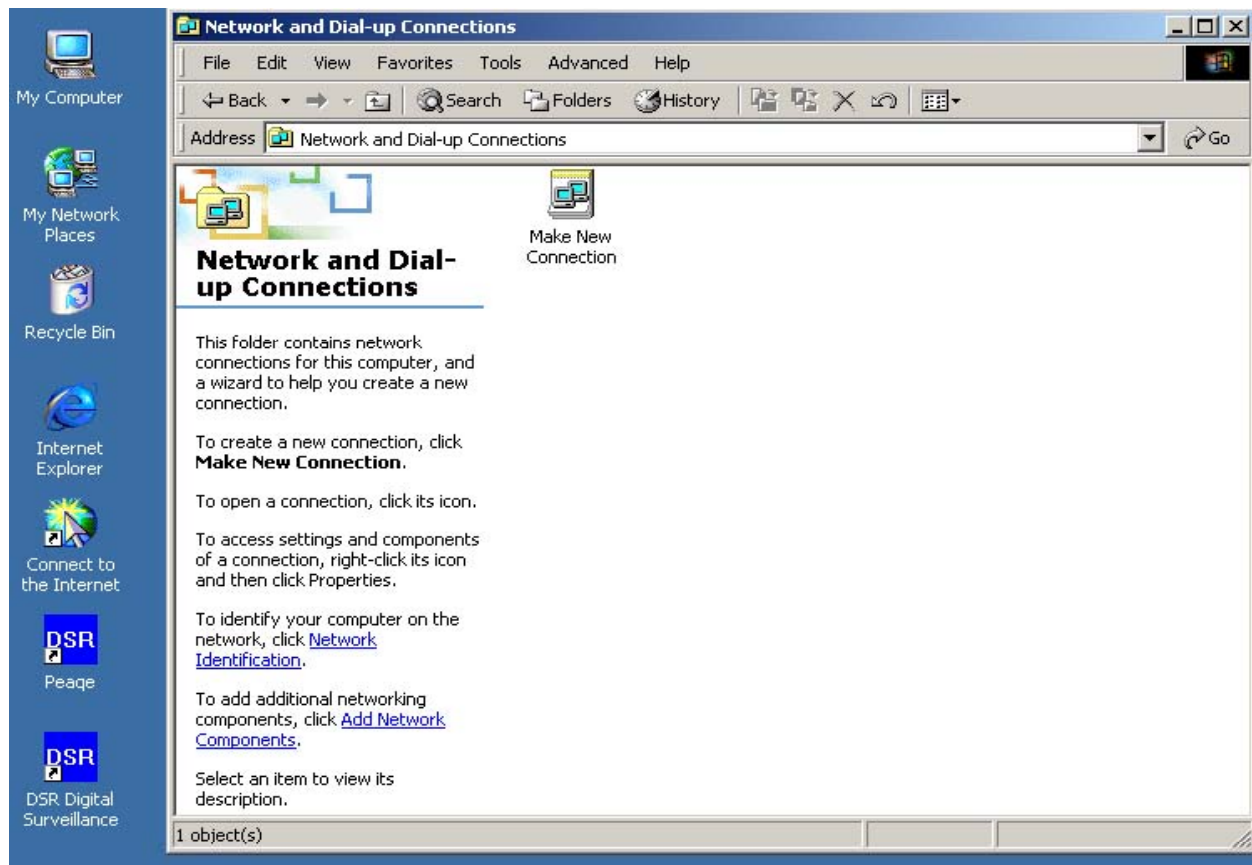 My Computer
My Network
Places
Recycle Bin
Internet
Explorer
Connect to
the Internet
DSR
Peaqe
DSR
DSR Digital
Surveillance
Network and Dial-up Connections
File Edit View Favorites Tools Advanced Help
Back Search Folders History
Address Network and Dial-up Connections Go
Network and Dial-
up Connections
This folder contains network
connections for this computer, and
a wizard to help you create a new
connection.
To create a new connection, click
Make New Connection.
To open a connection, click its icon.
To access settings and components
of a connection, right-click its icon
and then click Properties.
To identify your computer on the
network, click Network
Identification.
To add additional networking
components, click Add Network
Components.
Select an item to view its
description.
Make New
Connection
1 object(s)